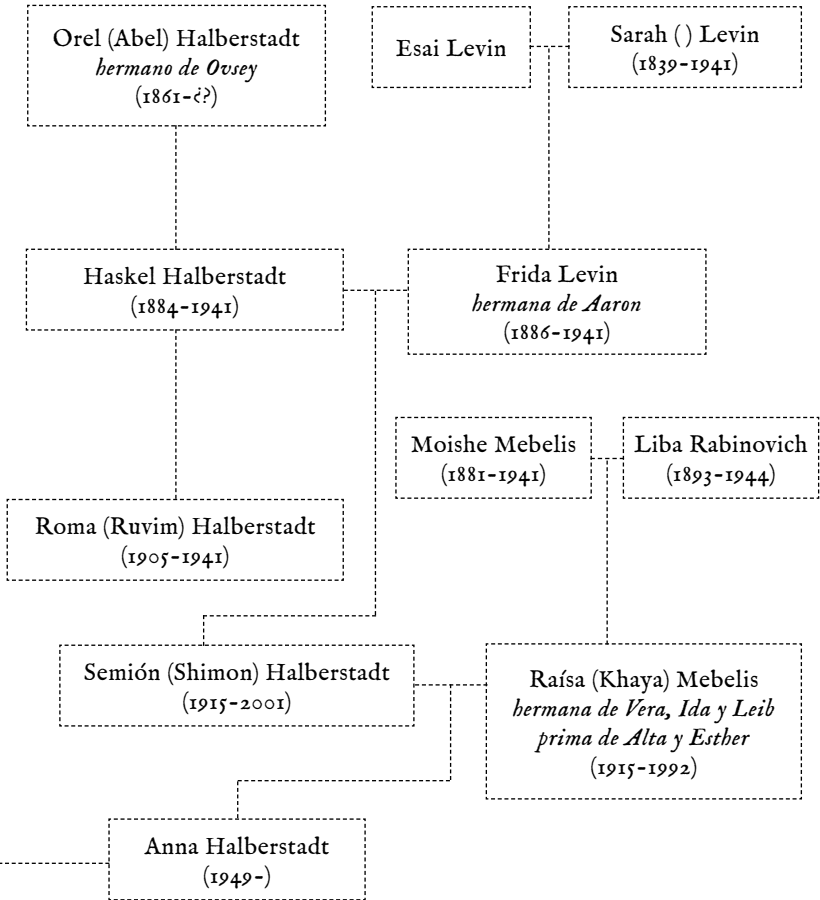 Orel (Abel) Halberstadt
hermano de Ovsey
(1861-¿?)
Esai Levin
Sarah ( ) Levin
(1839-1941)
Haskel Halberstadt
(1884-1941)
Frida Levin
hermana de Aaron
(1886-1941)
Moishe Mebelis
(1881-1941)
Liba Rabinovich
(1893-1944)
Roma (Ruvim) Halberstadt
(1905-1941)
Semión (Shimon) Halberstadt
(1915-2001)
Raísa (Khaya) Mebelis
hermana de Vera, Ida y Leib
prima de Alta y Esther
(1915-1992)
Anna Halberstadt
(1949-)